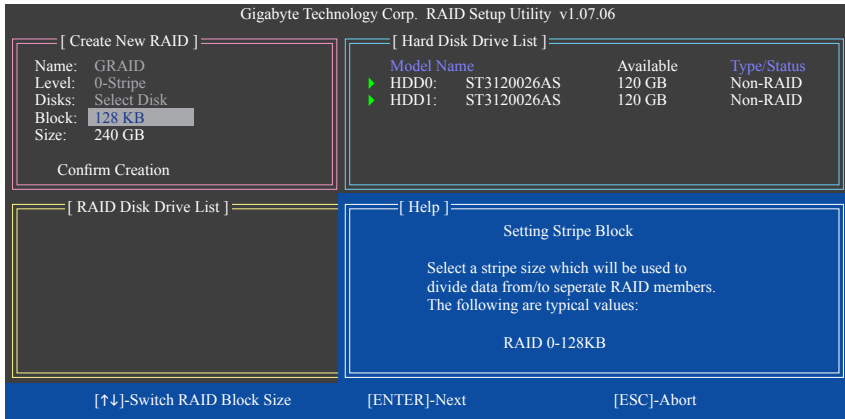 Gigabyte Technology Corp. RAID Setup Utility v1.07.06
[ Create New RAID ]
Name: GRAID
Level: 0-Stripe
Disks: Select Disk
Block: 128 KB
Size: 240 GB
Confirm Creation
[ Hard Disk Drive List ]
Model Name Available Type/Status
HDD0: ST3120026AS 120 GB Non-RAID
HDD1: ST3120026AS 120 GB Non-RAID
[ RAID Disk Drive List ]
[ Help ]
Setting Stripe Block
Select a stripe size which will be used to
divide data from/to seperate RAID members.
The following are typical values:
RAID 0-128KB
[↑↓]-Switch RAID Block Size [ENTER]-Next [ESC]-Abort